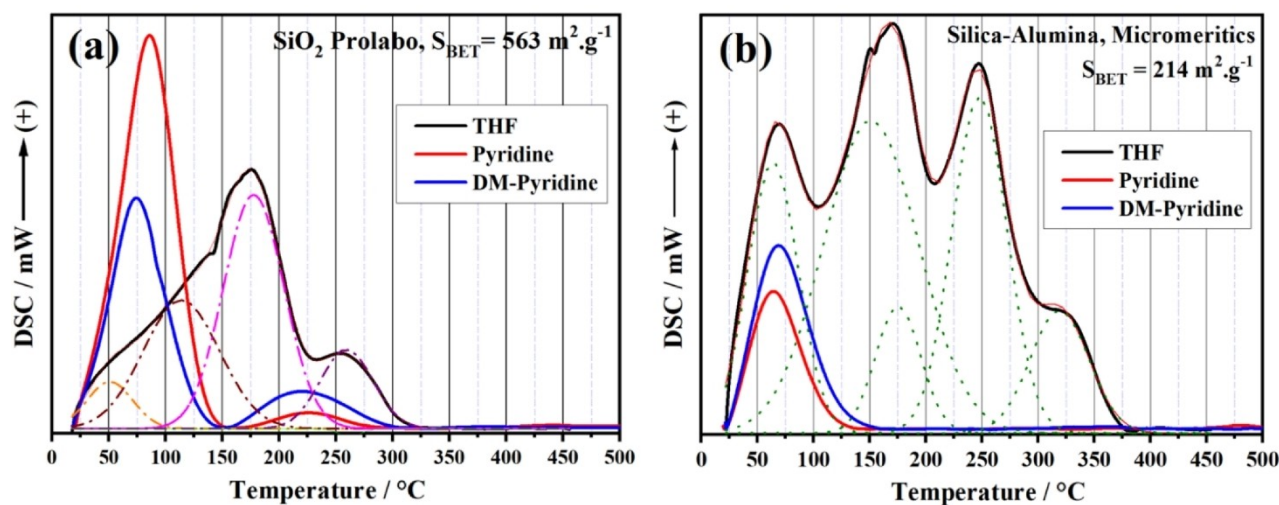 (a)
SiO₂ Prolabo, S_BET= 563 m².g⁻¹
THF
Pyridine
DM-Pyridine
DSC / mW ⟶(+)
0 50 100 150 200 250 300 350 400 450 500
Temperature / °C
(b)
Silica-Alumina, Micromeritics
S_BET = 214 m².g⁻¹
THF
Pyridine
DM-Pyridine
DSC / mW ⟶(+)
0 50 100 150 200 250 300 350 400 450 500
Temperature / °C